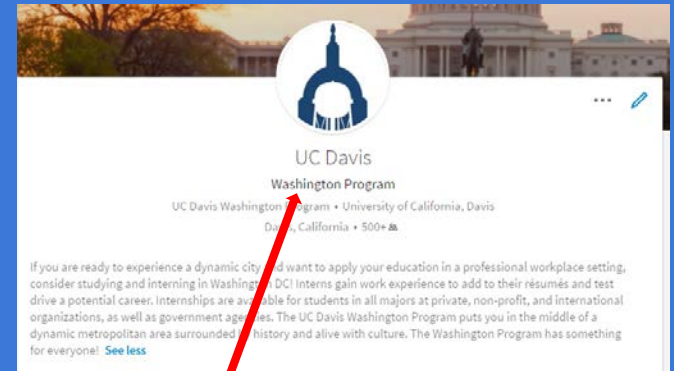 UC Davis
Washington Program
UC Davis Washington Program • University of California, Davis
Davis, California • 500+
If you are ready to experience a dynamic city and want to apply your education in a professional workplace setting,
consider studying and interning in Washington DC! Interns gain work experience to add to their résumés and test
drive a potential career. Internships are available for students in all majors at private, non-profit, and international
organizations, as well as government agencies. The UC Davis Washington Program puts you in the middle of a
dynamic metropolitan area surrounded by history and alive with culture. The Washington Program has something
for everyone! See less